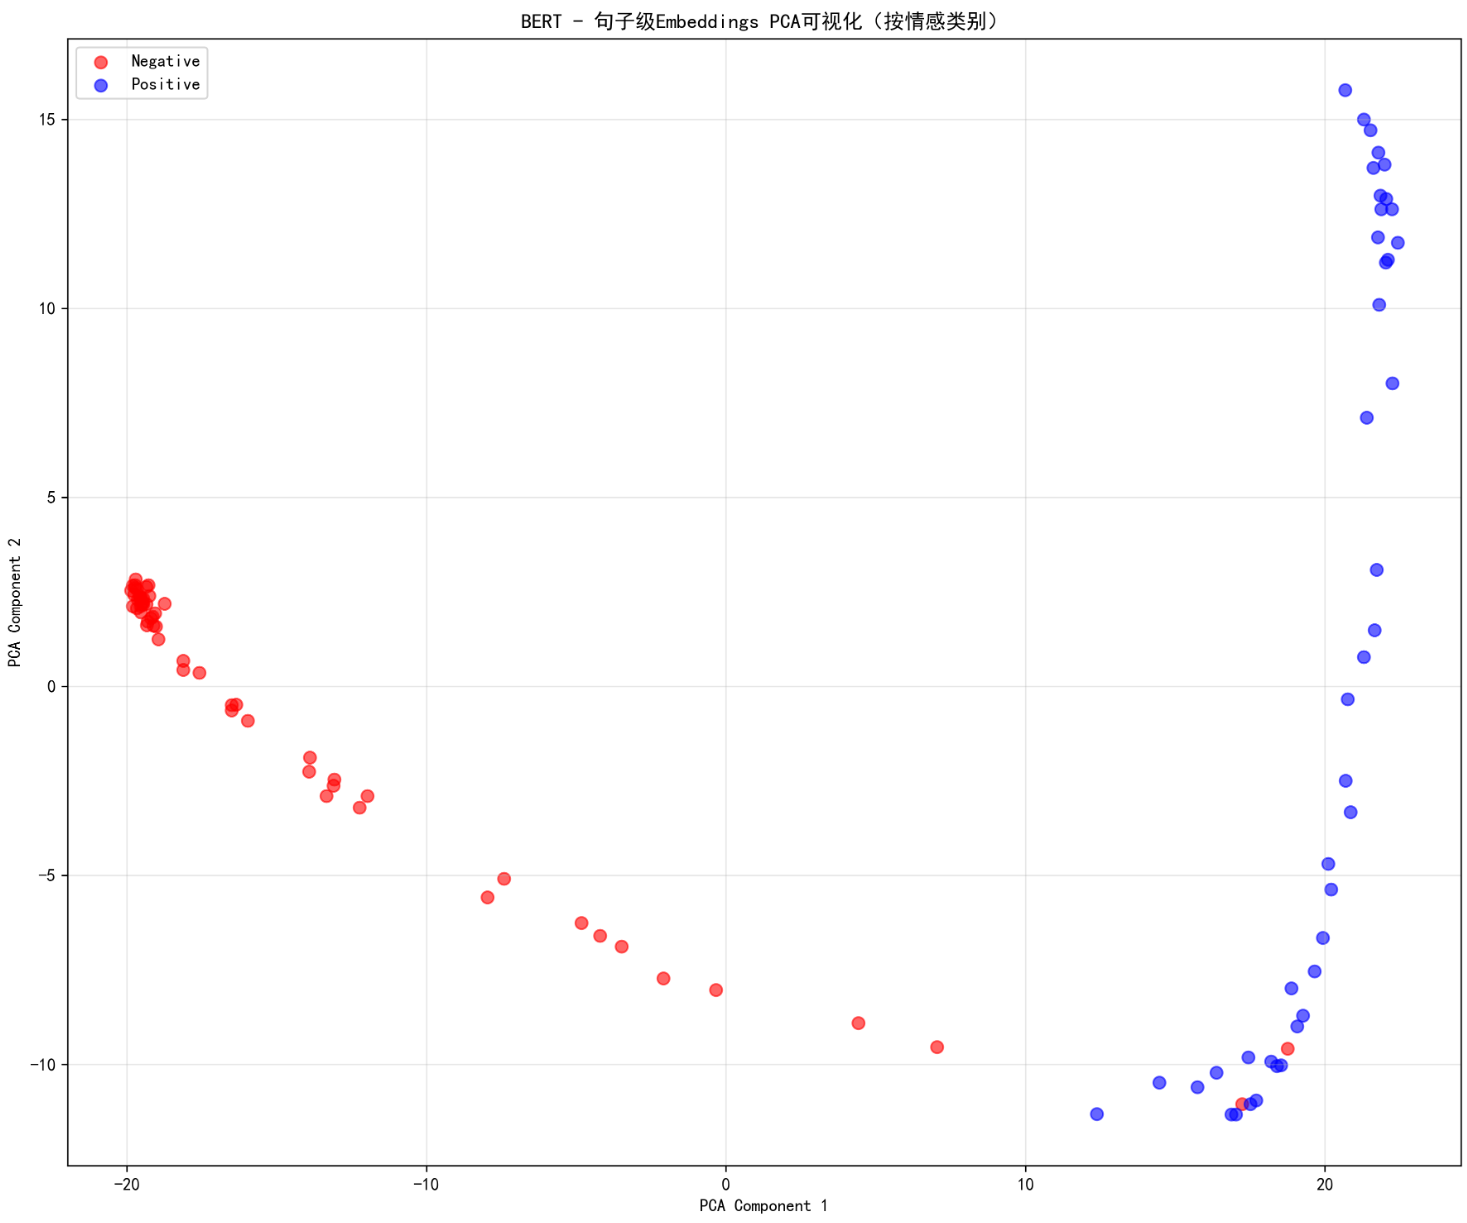 BERT - 句子级Embeddings PCA可视化（按情感类别）
Negative
Positive
15
10
5
0
−5
−10
PCA Component 2
−20
−10
0
10
20
PCA Component 1